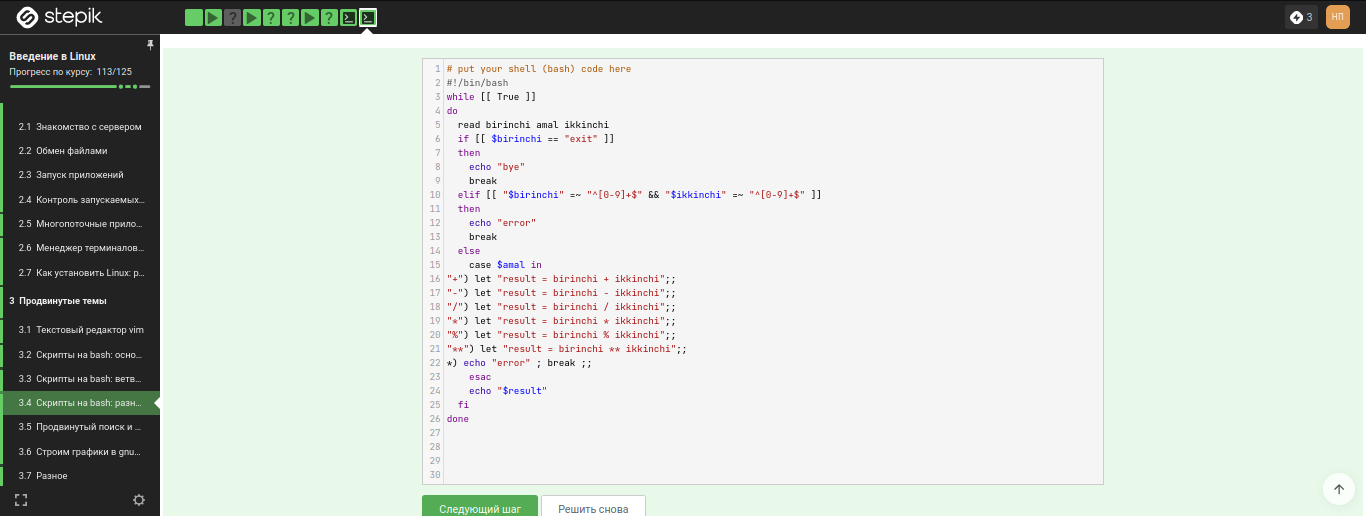 stepik
3
НП
Введение в Linux
Прогресс по курсу: 113/125
2.1 Знакомство с сервером
2.2 Обмен файлами
2.3 Запуск приложений
2.4 Контроль запускаемых...
2.5 Многопоточные прило...
2.6 Менеджер терминалов...
2.7 Как установить Linux: р...
3 Продвинутые темы
3.1 Текстовый редактор vim
3.2 Скрипты на bash: осно...
3.3 Скрипты на bash: ветв...
3.4 Скрипты на bash: разн...
3.5 Продвинутый поиск и ...
3.6 Строим графики в gnu...
3.7 Разное
1 # put your shell (bash) code here
2 #!/bin/bash
3 while [[ True ]]
4 do
5   read birinchi amal ikkinchi
6   if [[ $birinchi == "exit" ]]
7   then
8     echo "bye"
9     break
10   elif [[ "$birinchi" =~ "^[0-9]+$" && "$ikkinchi" =~ "^[0-9]+$" ]]
11   then
12     echo "error"
13     break
14   else
15     case $amal in
16 "+") let "result = birinchi + ikkinchi";;
17 "-") let "result = birinchi - ikkinchi";;
18 "/") let "result = birinchi / ikkinchi";;
19 "*") let "result = birinchi * ikkinchi";;
20 "%") let "result = birinchi % ikkinchi";;
21 "**") let "result = birinchi ** ikkinchi";;
22 *) echo "error" ; break ;;
23     esac
24     echo "$result"
25   fi
26 done
27
28
29
30
Следующий шаг
Решить снова